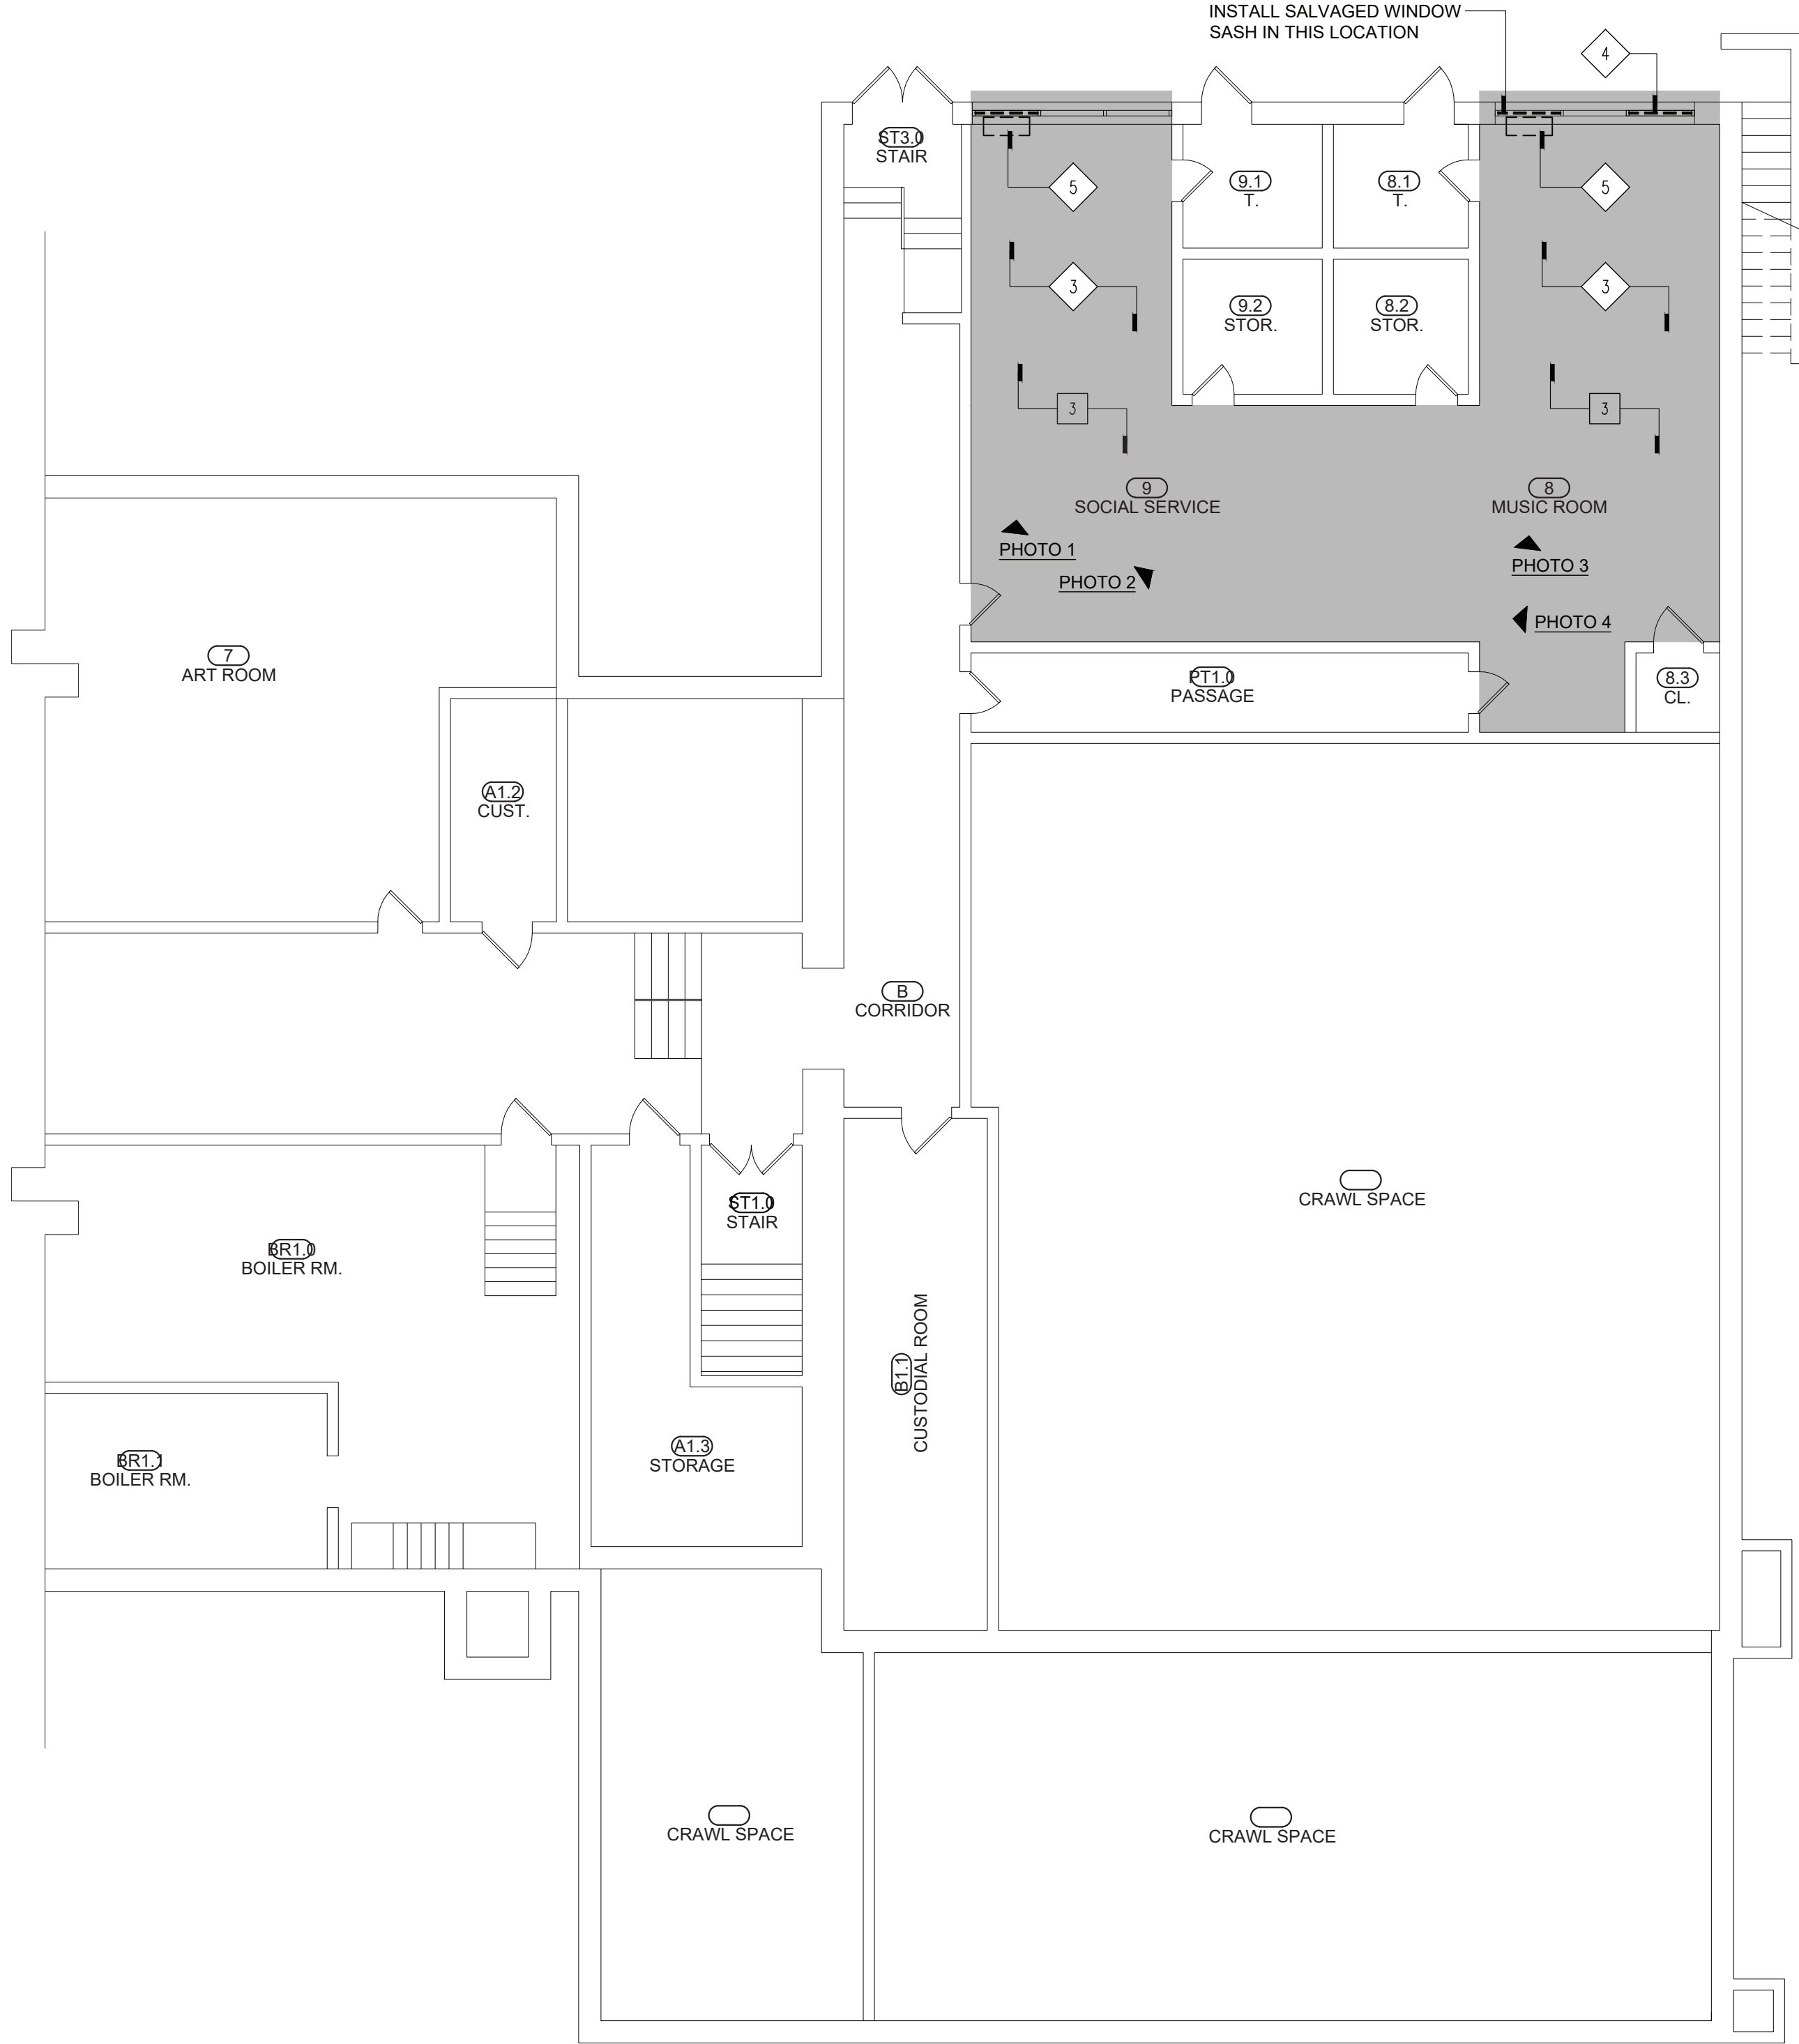 INSTALL SALVAGED WINDOW
SASH IN THIS LOCATION
4
ST3.0
STAIR
5
9.1
T.
8.1
T.
5
3
9.2
STOR.
8.2
STOR.
3
3
3
9
SOCIAL SERVICE
8
MUSIC ROOM
PHOTO 1
PHOTO 2
PHOTO 3
PHOTO 4
7
ART ROOM
PT1.0
PASSAGE
8.3
CL.
A1.2
CUST.
B
CORRIDOR
CRAWL SPACE
ST1.0
STAIR
BR1.0
BOILER RM.
B1.1
CUSTODIAL ROOM
A1.3
STORAGE
BR1.1
BOILER RM.
CRAWL SPACE
CRAWL SPACE